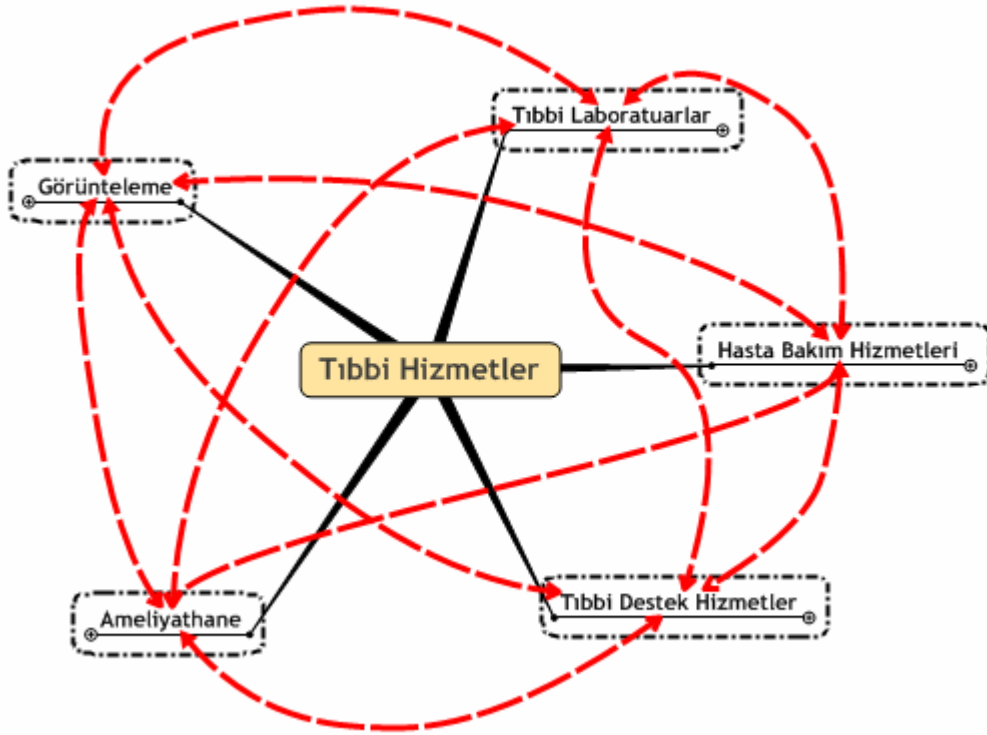 Tıbbi Laboratuarlar
Görünteleme
Hasta Bakım Hizmetleri
Tıbbi Hizmetler
Tıbbi Destek Hizmetler
Ameliyathane